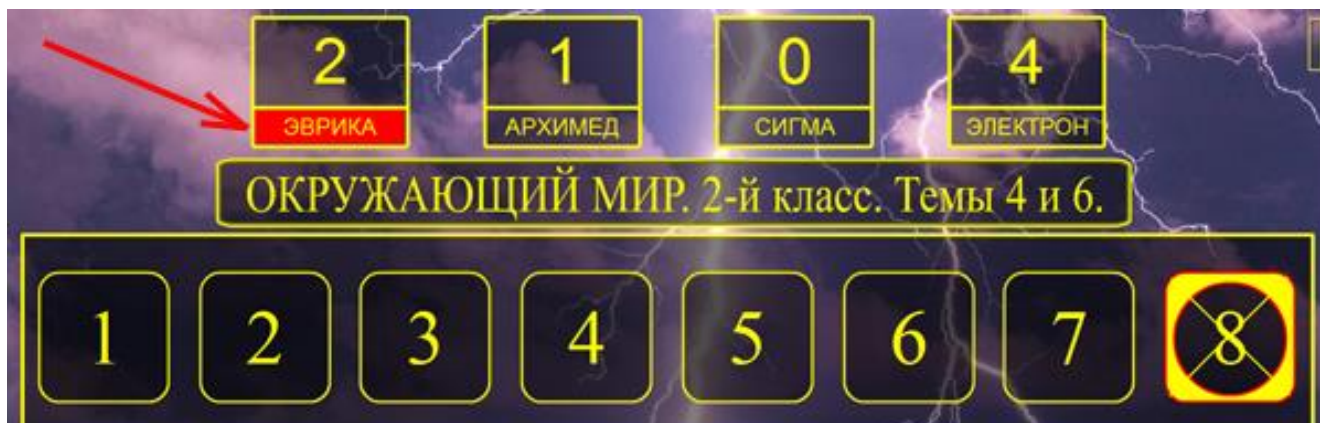 2 1 0 4
ЭВРИКА АРХИМЕД СИГМА ЭЛЕКТРОН
ОКРУЖАЮЩИЙ МИР. 2-й класс. Темы 4 и 6.
1 2 3 4 5 6 7 8